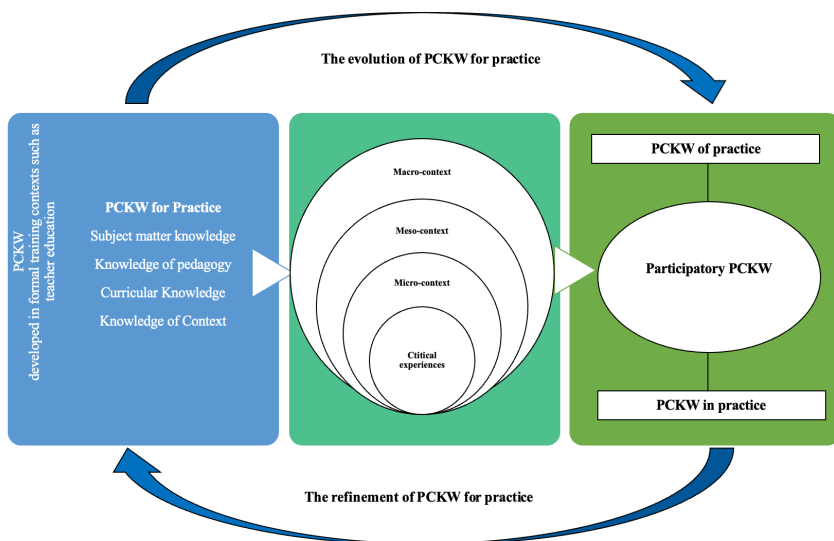 The evolution of PCKW for practice
PCKW
developed in formal training contexts such as
teacher education
PCKW for Practice
Subject matter knowledge
Knowledge of pedagogy
Curricular Knowledge
Knowledge of Context
Macro-context
Meso-context
Micro-context
Ctitical
experiences
PCKW of practice
Participatory PCKW
PCKW in practice
The refinement of PCKW for practice